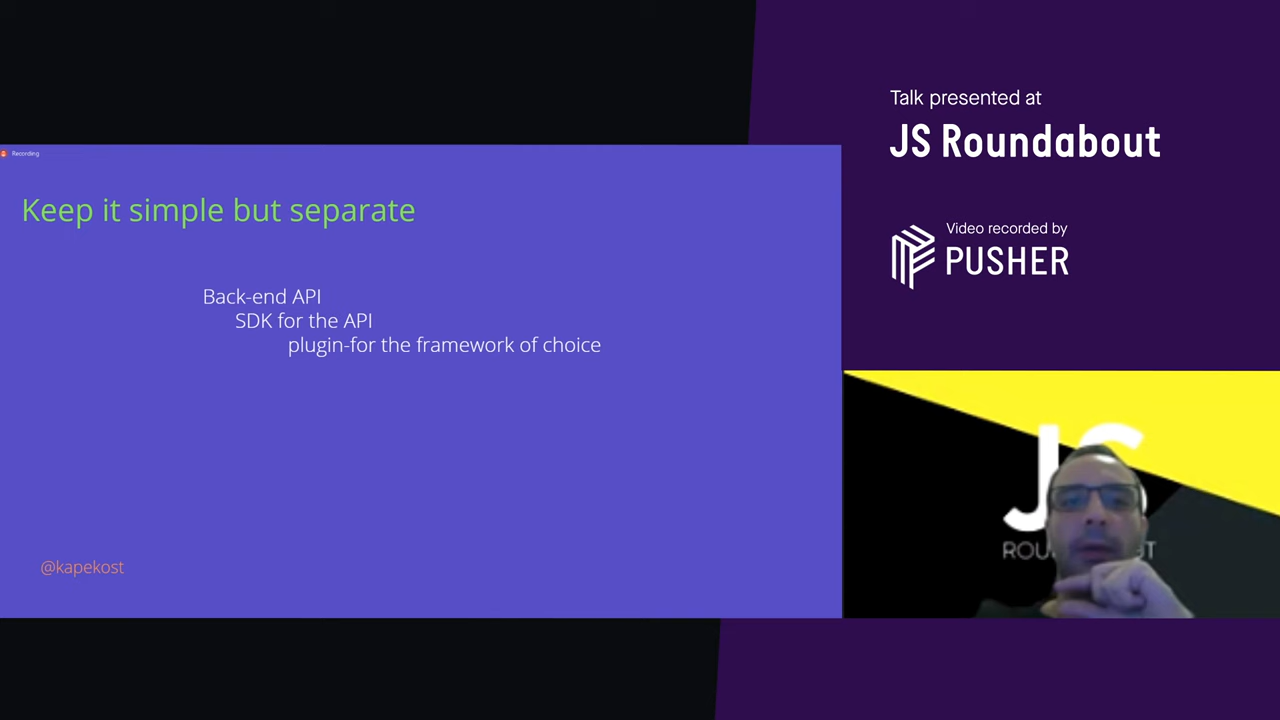 Recording
Keep it simple but separate
Back-end API
SDK for the API
plugin-for the framework of choice
@kapekost
Talk presented at
JS Roundabout
Video recorded by
PUSHER
JS